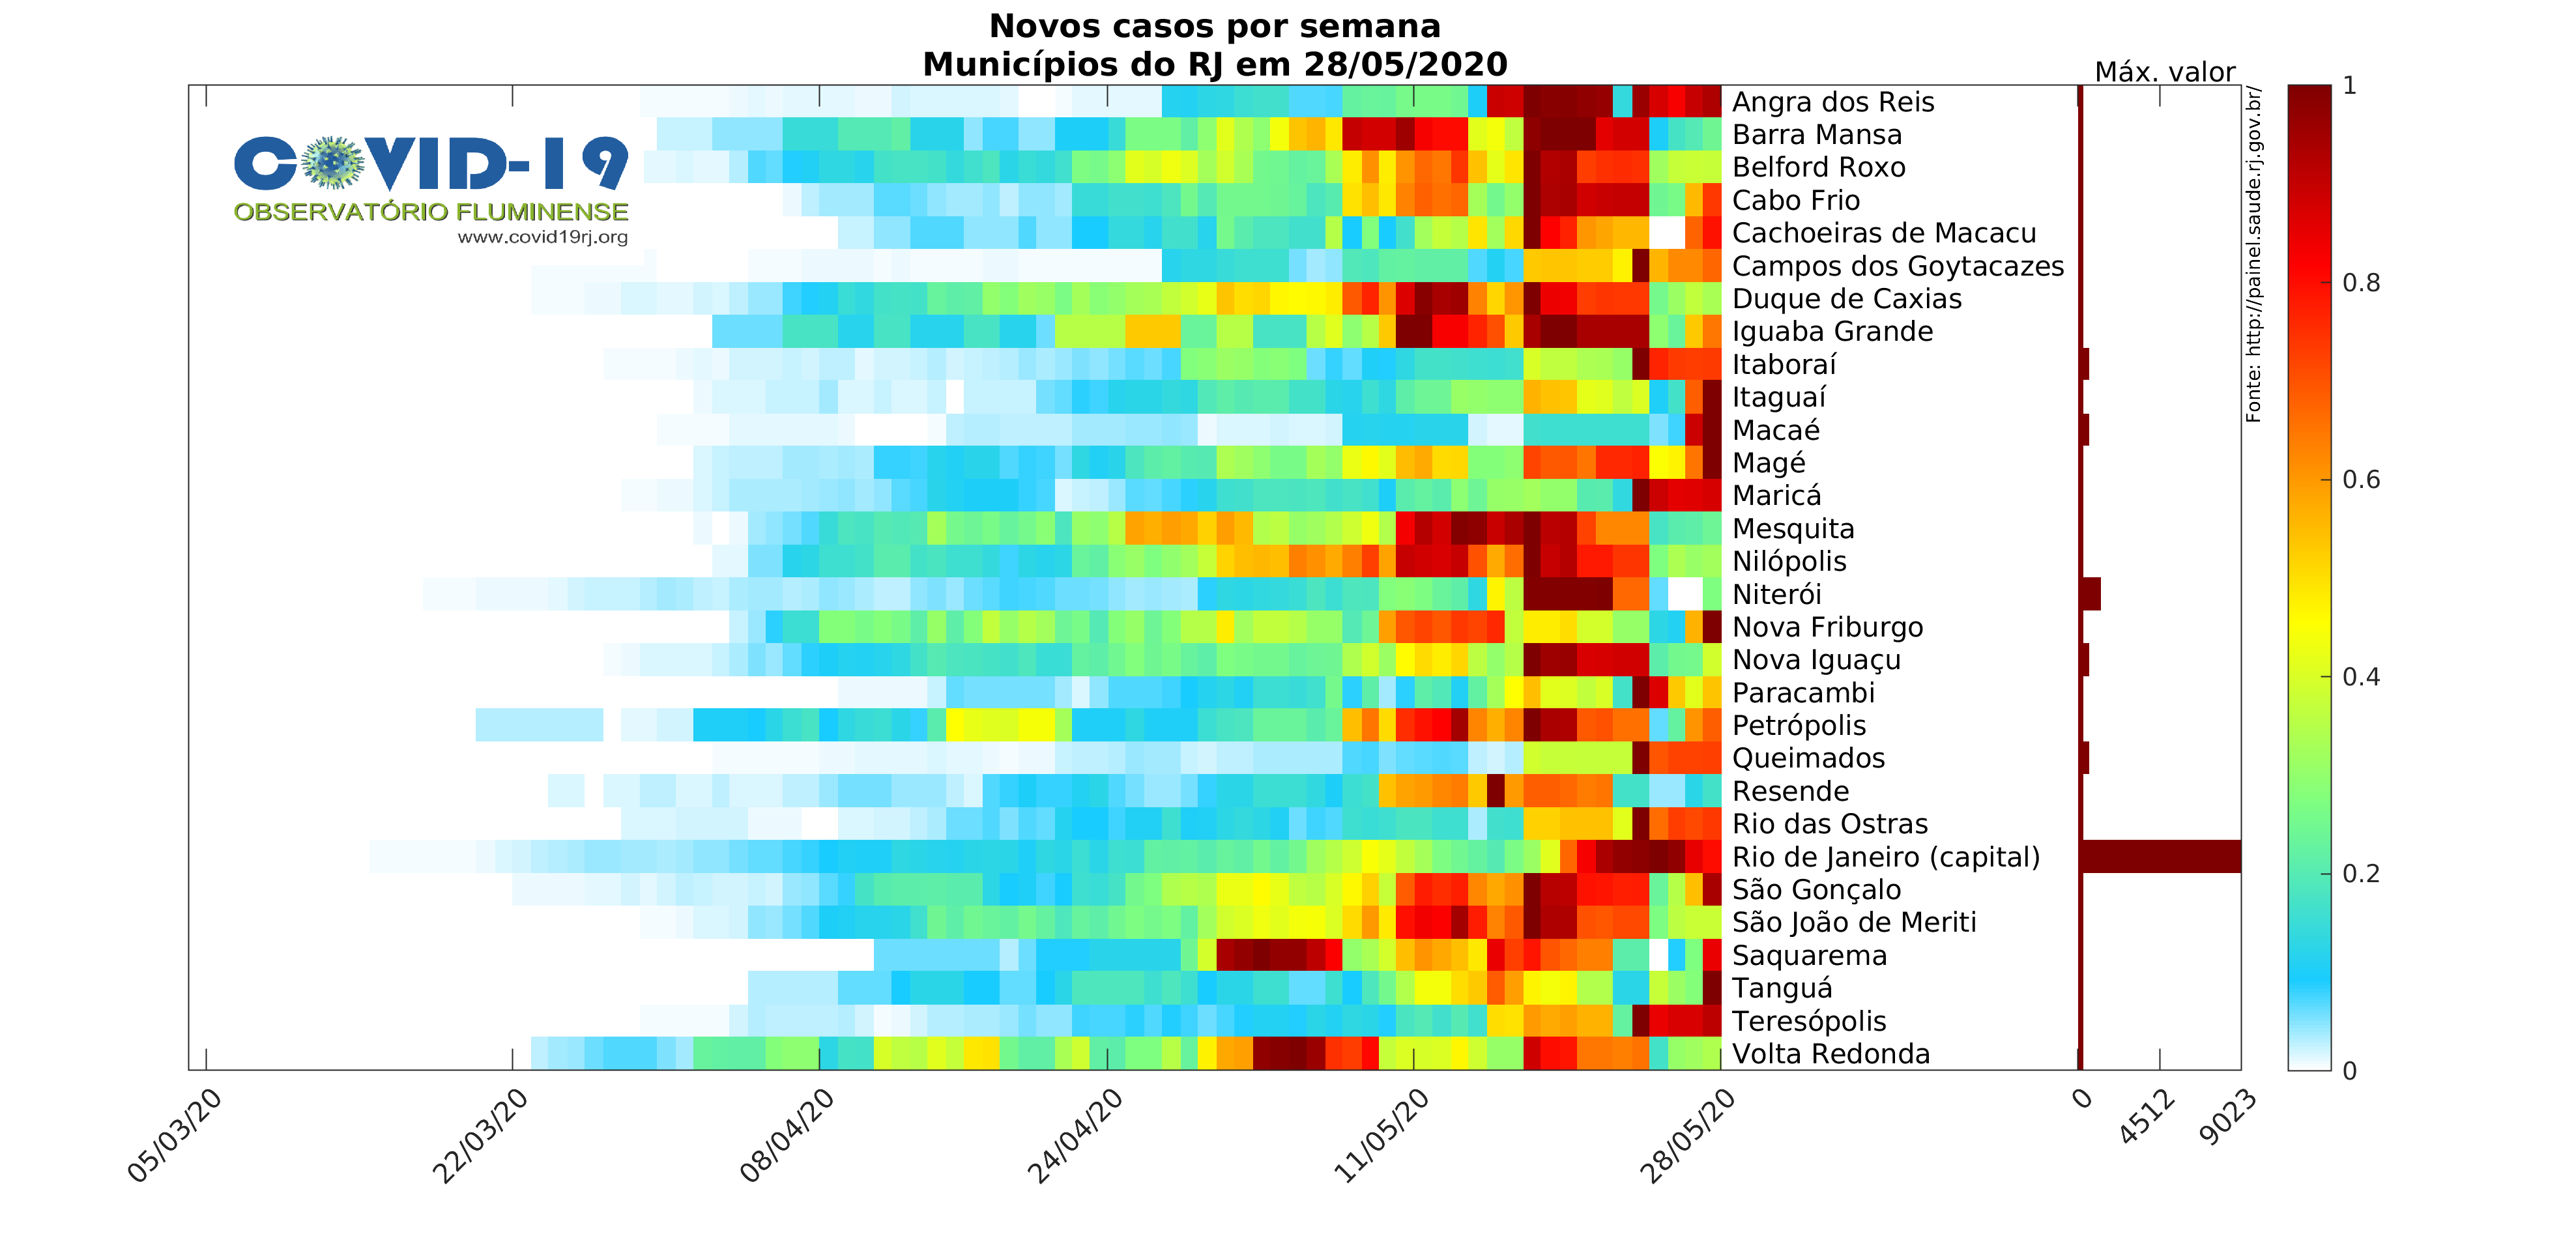 Novos casos por semana
Municípios do RJ em 28/05/2020
Máx. valor
COVID-19
OBSERVATÓRIO FLUMINENSE
www.covid19rj.org
Angra dos Reis
Barra Mansa
Belford Roxo
Cabo Frio
Cachoeiras de Macacu
Campos dos Goytacazes
Duque de Caxias
Iguaba Grande
Itaboraí
Itaguaí
Macaé
Magé
Maricá
Mesquita
Nilópolis
Niterói
Nova Friburgo
Nova Iguaçu
Paracambi
Petrópolis
Queimados
Resende
Rio das Ostras
Rio de Janeiro (capital)
São Gonçalo
São João de Meriti
Saquarema
Tanguá
Teresópolis
Volta Redonda
Fonte: http://painel.saude.rj.gov.br/
1
0.8
0.6
0.4
0.2
0
05/03/20
22/03/20
08/04/20
24/04/20
11/05/20
28/05/20
0
4512
9023